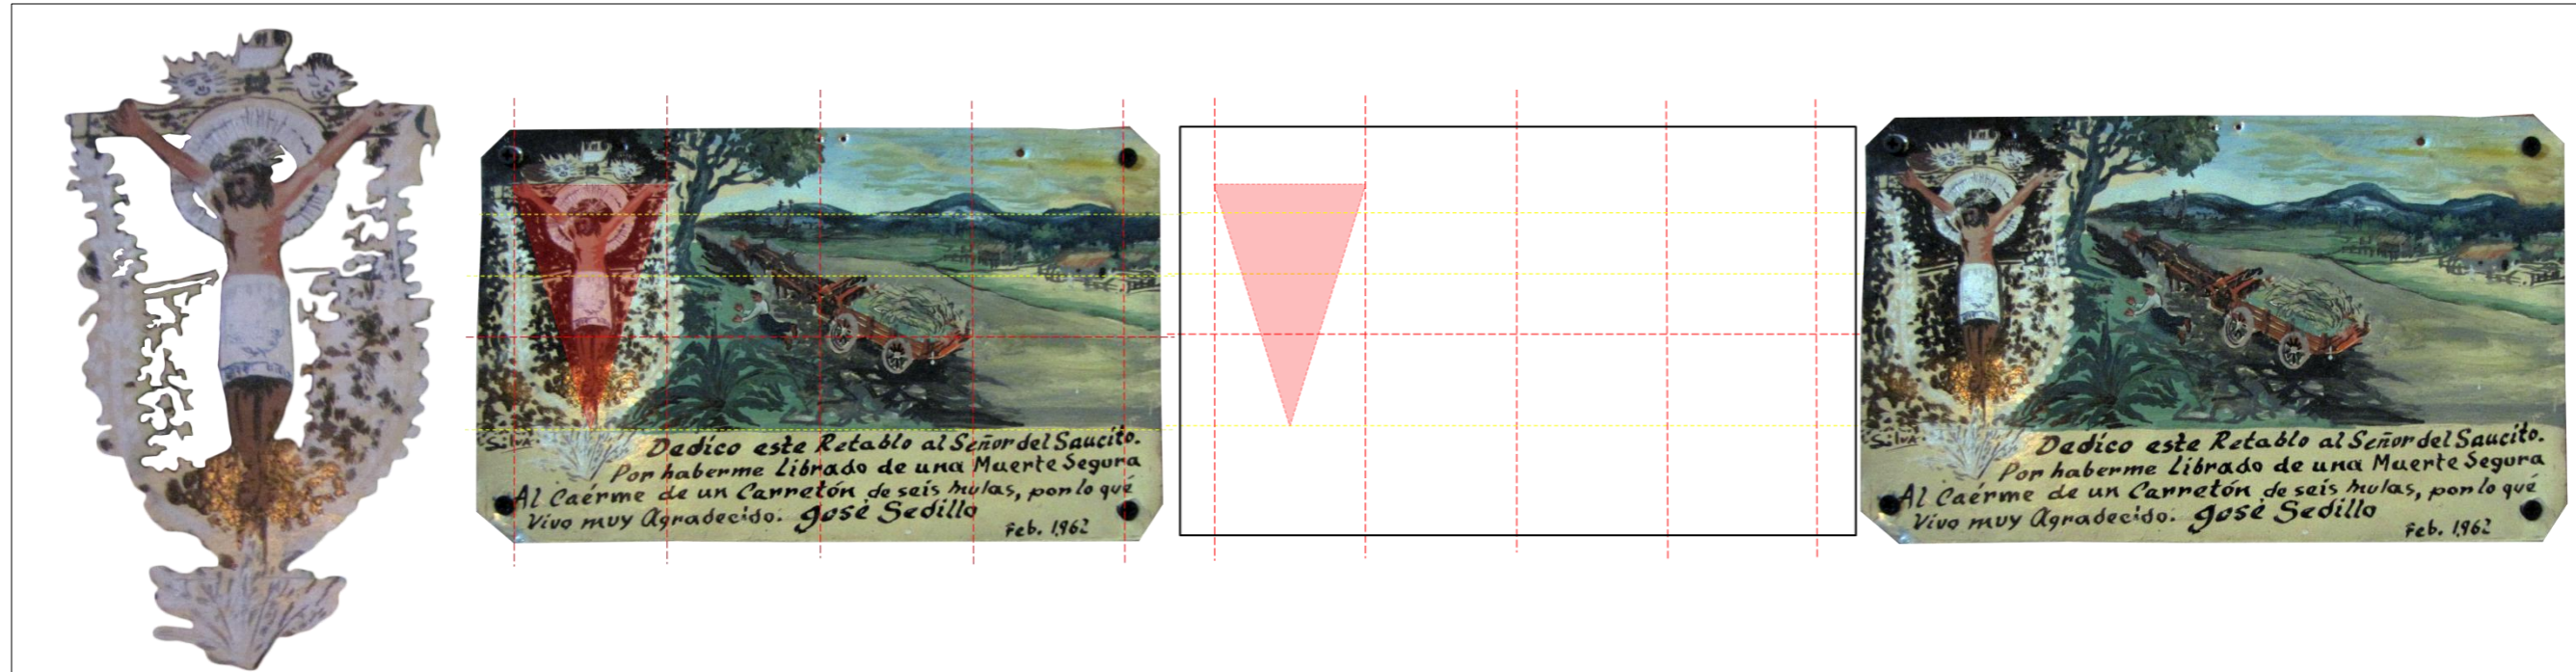 Silva
Dedico este Retablo al Señor del Saucito.
Por haberme Librado de una Muerte Segura
Al Caérme de un Carretón de seis mulas, por lo qué
Vivo muy Agradecido. José Sedillo
Feb. 1962
Silva
Dedico este Retablo al Señor del Saucito.
Por haberme Librado de una Muerte Segura
Al Caérme de un Carretón de seis mulas, por lo qué
Vivo muy Agradecido. José Sedillo
Feb. 1962